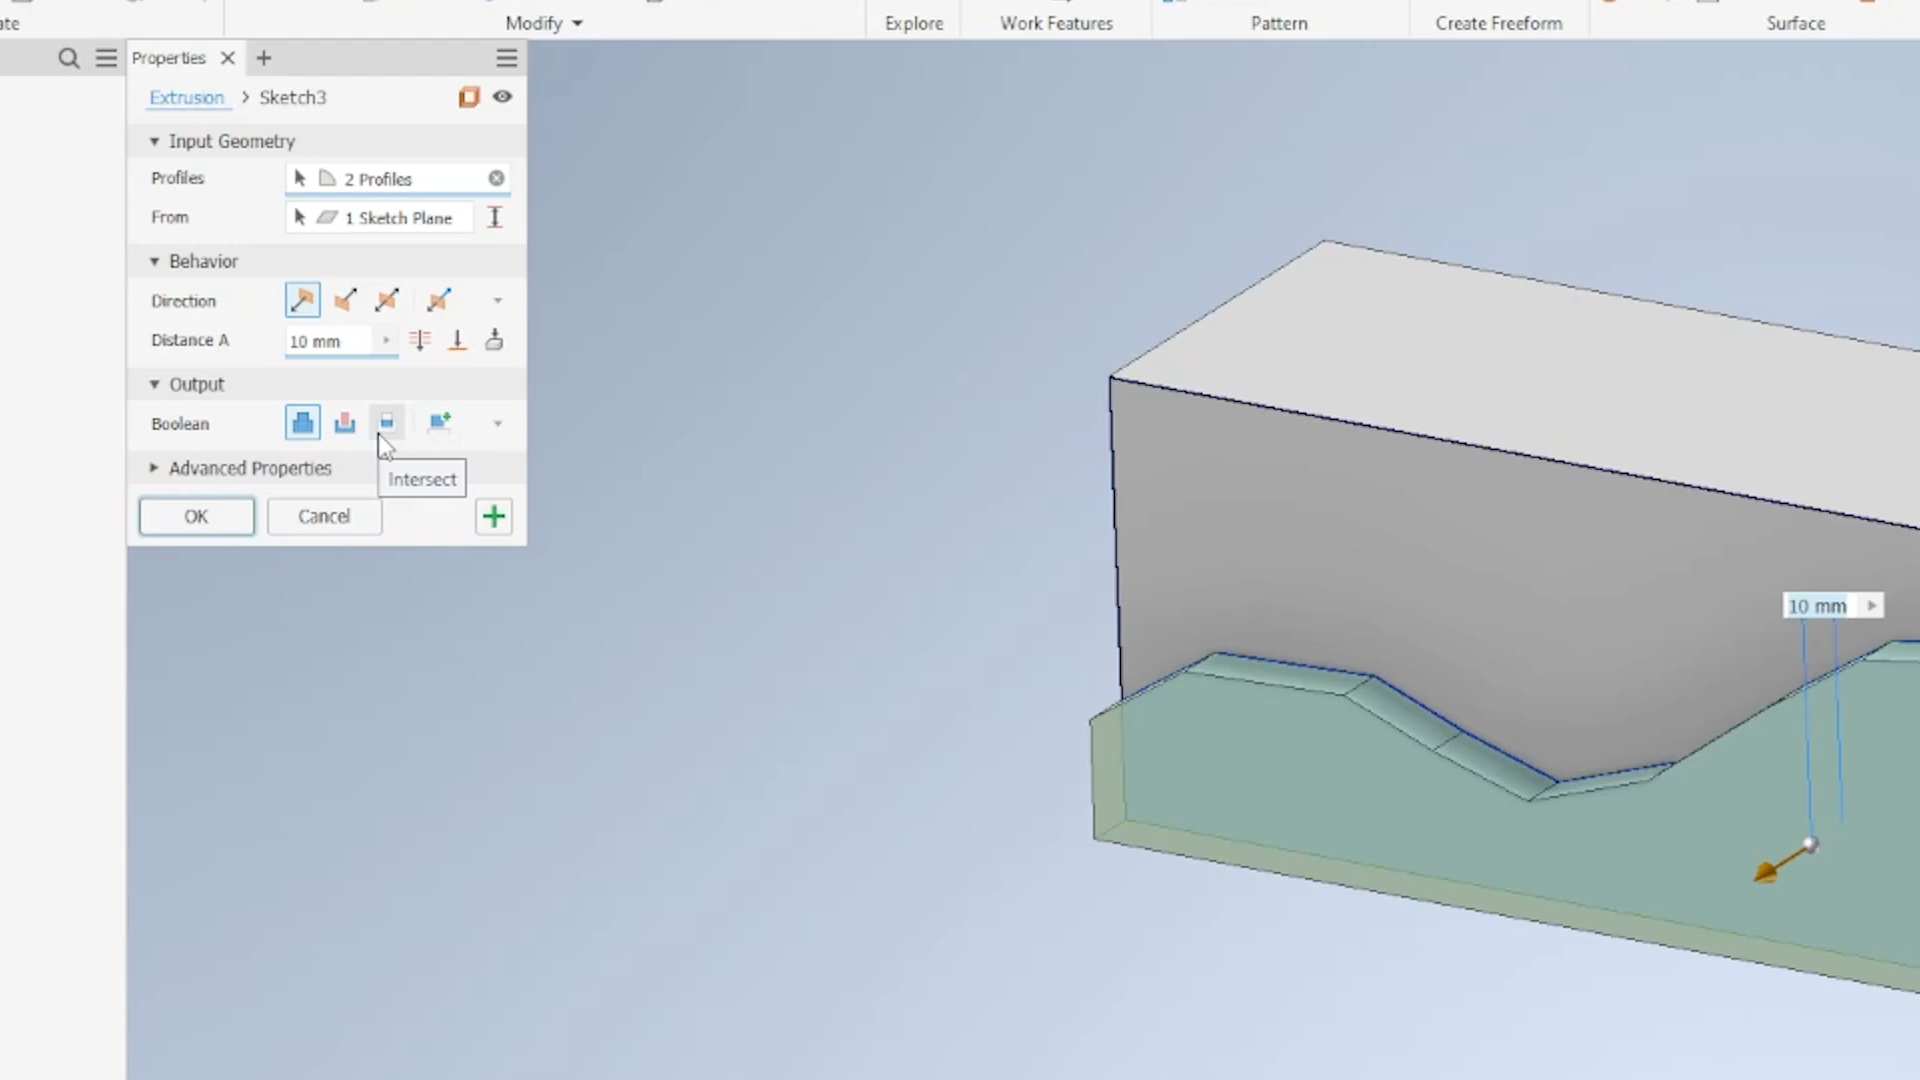 ate
Modify
Explore
Work Features
Pattern
Create Freeform
Surface
Properties
Extrusion > Sketch3
Input Geometry
Profiles 2 Profiles
From 1 Sketch Plane
Behavior
Direction
Distance A 10 mm
Output
Boolean
Advanced Properties
Intersect
OK Cancel
10 mm